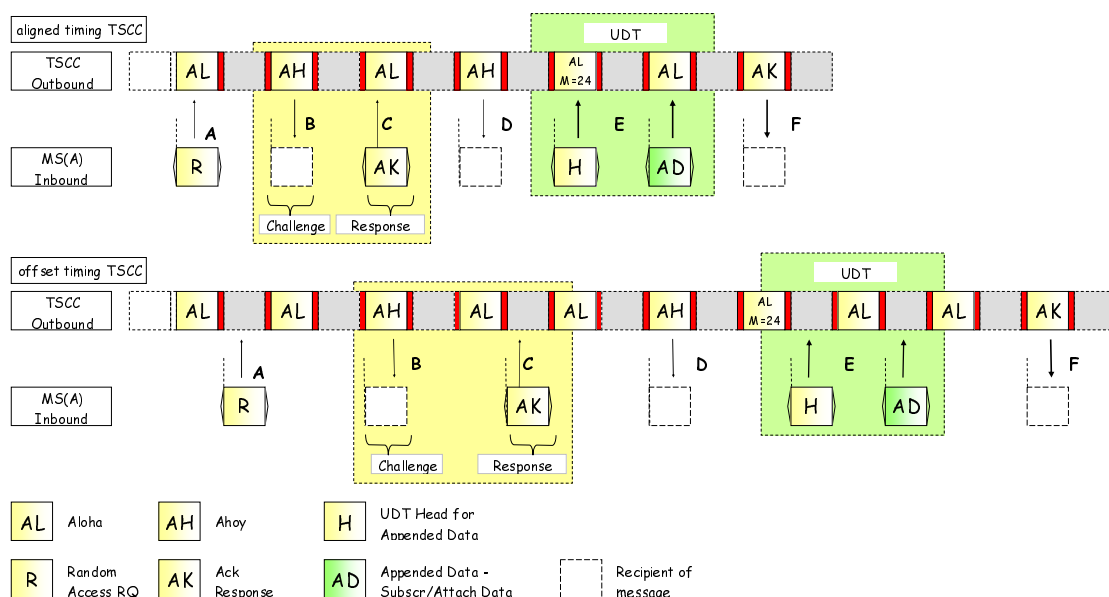 aligned timing TSCC
UDT
TSCC
Outbound
AL
AH
AL
AH
AL
M=24
AL
AK
A
B
C
D
E
F
MS(A)
Inbound
R
AK
H
AD
Challenge
Response
offset timing TSCC
UDT
TSCC
Outbound
AL
AL
AH
AL
AL
AH
AL
M=24
AL
AL
AK
A
B
C
D
E
F
MS(A)
Inbound
R
AK
H
AD
Challenge
Response
AL
Aloha
AH
Ahoy
H
UDT Head for
Appended Data
R
Random
Access RQ
AK
Ack
Response
AD
Appended Data -
Subscr/Attach Data
Recipient of
message